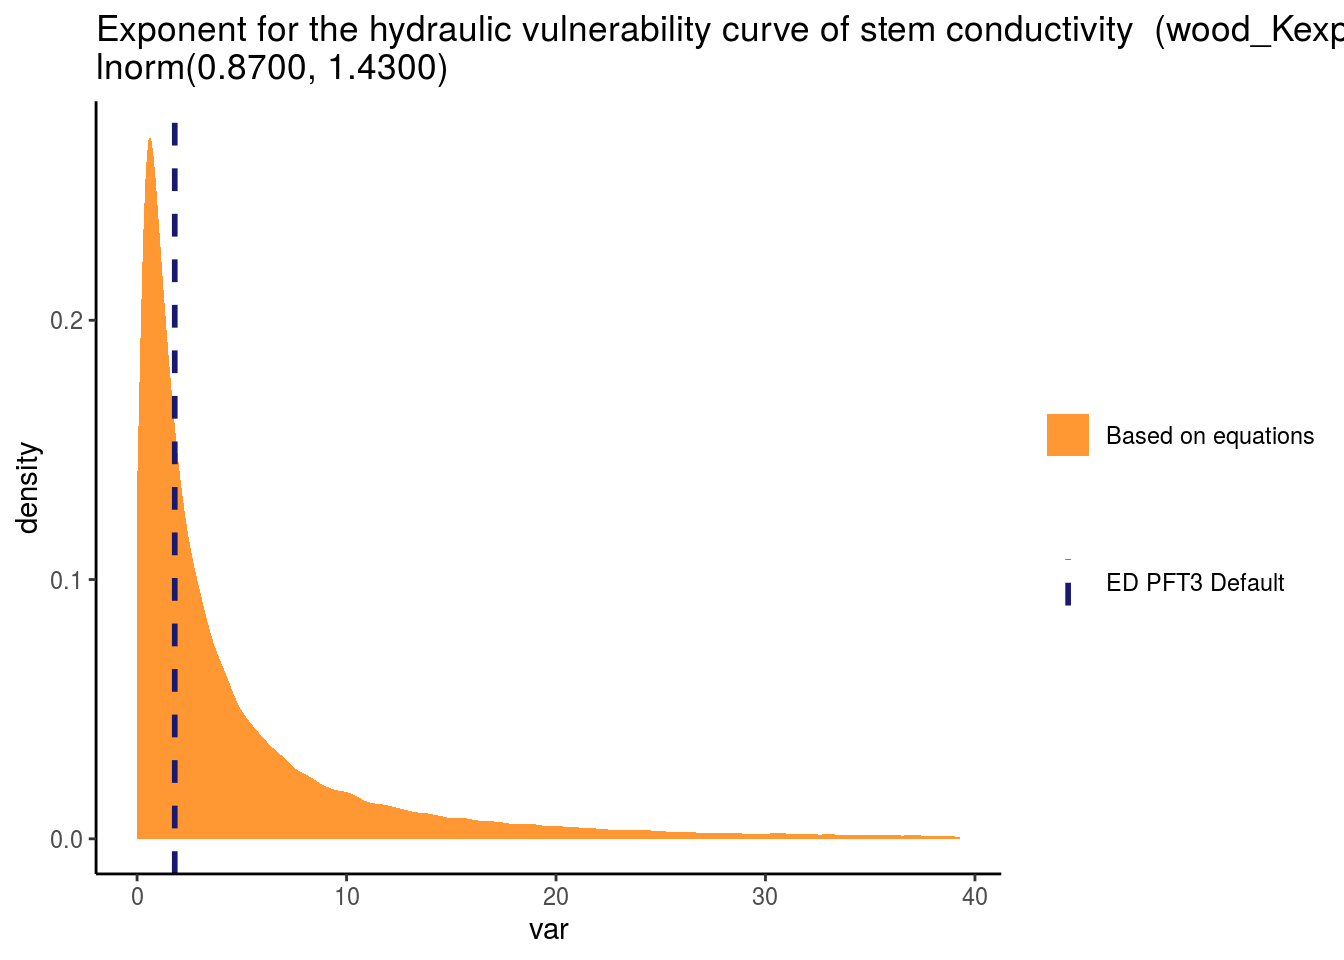 Exponent for the hydraulic vulnerability curve of stem conductivity  (wood_Kexp
lnorm(0.8700, 1.4300)
0.2
0.1
0.0
density
0
10
20
30
40
var
Based on equations
ED PFT3 Default